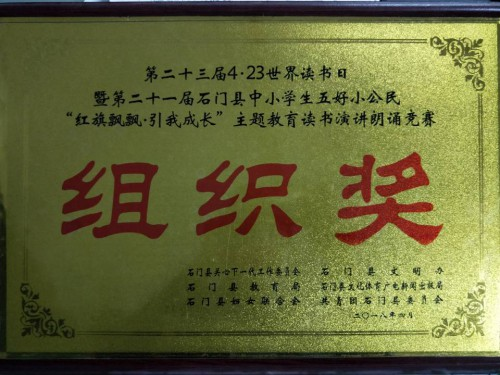 第二十三届4·23世界读书日
暨第二十一届石门县中小学生五好小公民
“红旗飘飘·引我成长”主题教育读书演讲朗诵竞赛
组织奖
石门县关心下一代工作委员会 石门县文明办
石门县教育局 石门县文化体育广电新闻出版局
石门县妇女联合会 共青团石门县委员会
二〇一八年四月